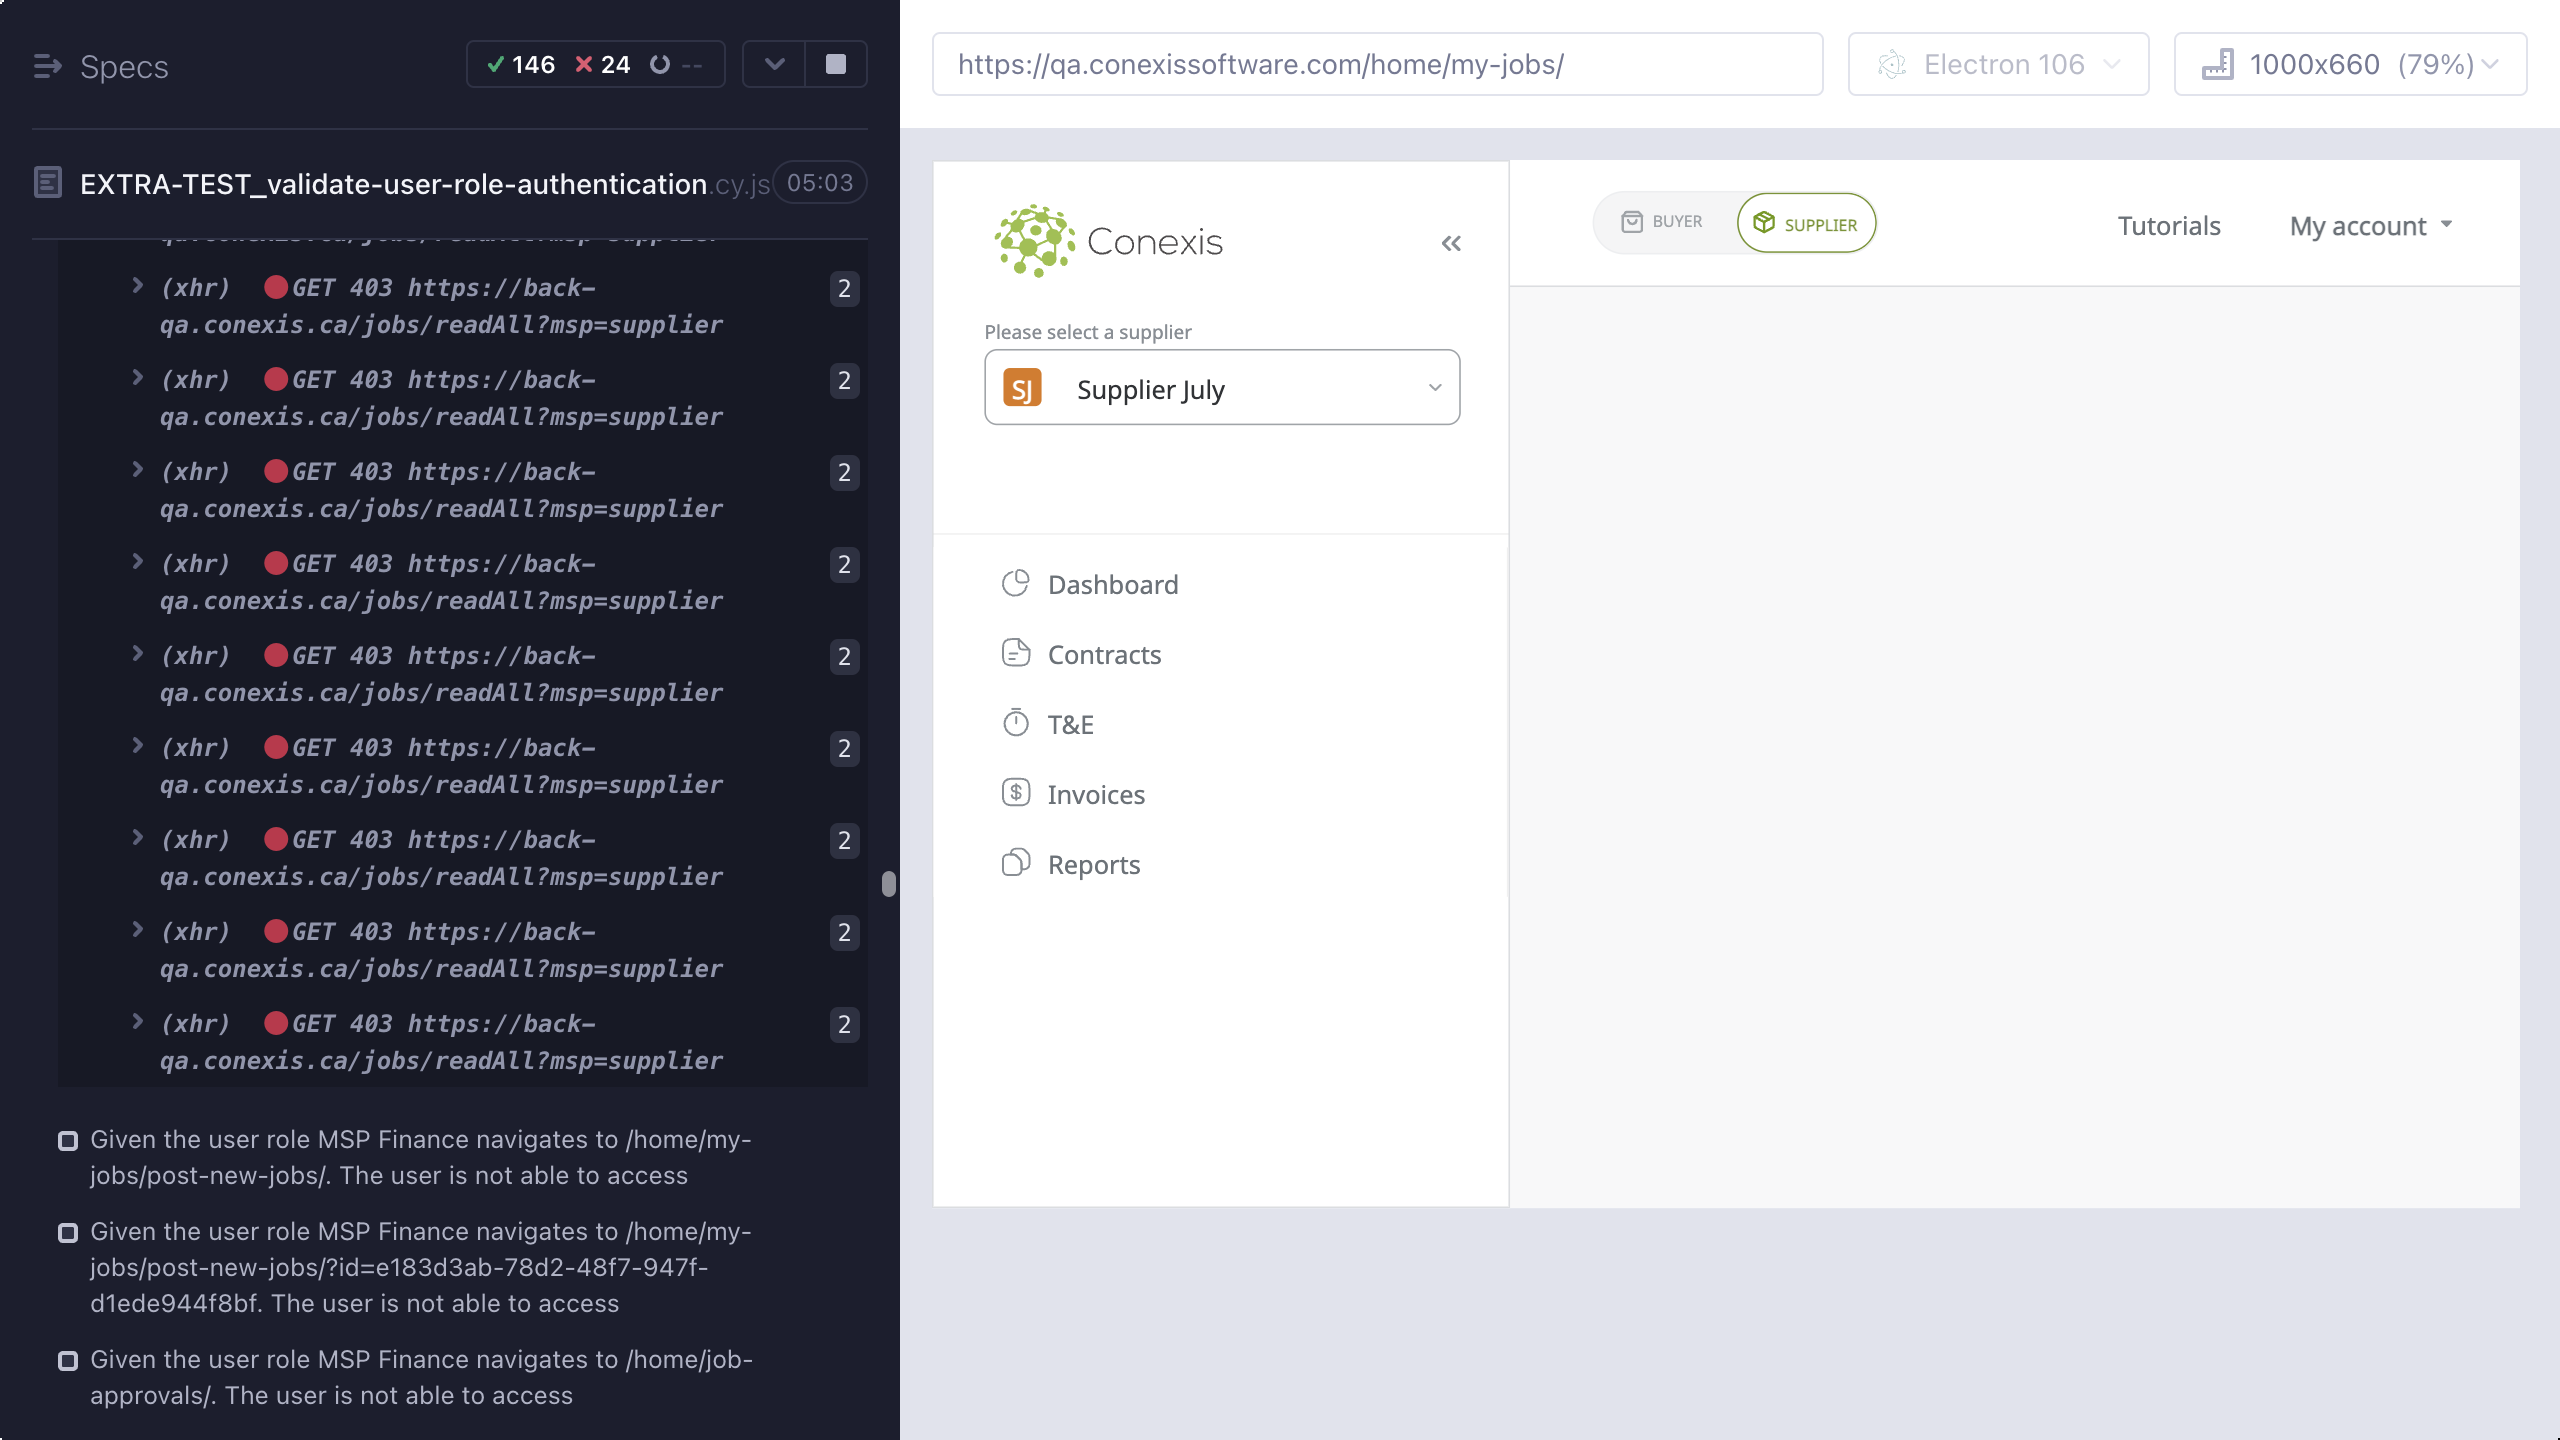 Specs
146
24
--
EXTRA-TEST_validate-user-role-authentication.cy.js
05:03
qa.conexis.ca/jobs/readAll?msp=supplier
(xhr) GET 403 https://back-
2
qa.conexis.ca/jobs/readAll?msp=supplier
(xhr) GET 403 https://back-
2
qa.conexis.ca/jobs/readAll?msp=supplier
(xhr) GET 403 https://back-
2
qa.conexis.ca/jobs/readAll?msp=supplier
(xhr) GET 403 https://back-
2
qa.conexis.ca/jobs/readAll?msp=supplier
(xhr) GET 403 https://back-
2
qa.conexis.ca/jobs/readAll?msp=supplier
(xhr) GET 403 https://back-
2
qa.conexis.ca/jobs/readAll?msp=supplier
(xhr) GET 403 https://back-
2
qa.conexis.ca/jobs/readAll?msp=supplier
(xhr) GET 403 https://back-
2
qa.conexis.ca/jobs/readAll?msp=supplier
(xhr) GET 403 https://back-
2
qa.conexis.ca/jobs/readAll?msp=supplier
Given the user role MSP Finance navigates to /home/my-
jobs/post-new-jobs/. The user is not able to access
Given the user role MSP Finance navigates to /home/my-
jobs/post-new-jobs/?id=e183d3ab-78d2-48f7-947f-
d1ede944f8bf. The user is not able to access
Given the user role MSP Finance navigates to /home/job-
approvals/. The user is not able to access
https://qa.conexissoftware.com/home/my-jobs/
Electron 106
1000x660 (79%)
Conexis
BUYER
SUPPLIER
Tutorials
My account
Please select a supplier
SJ
Supplier July
Dashboard
Contracts
T&E
Invoices
Reports